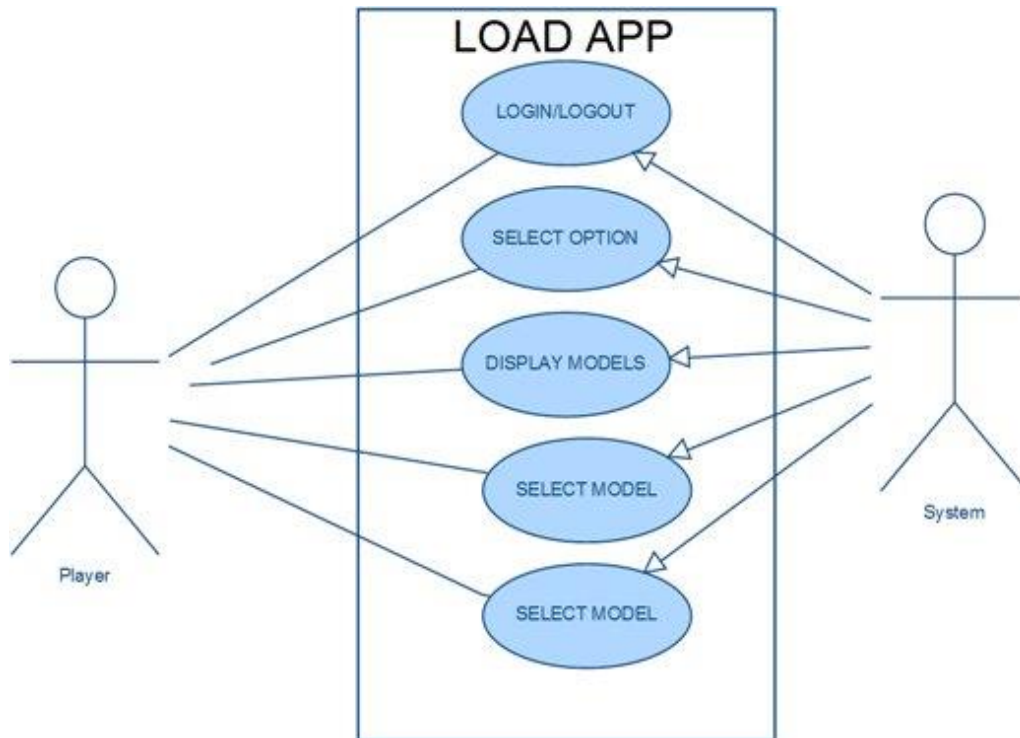 LOAD APP
LOGIN/LOGOUT
SELECT OPTION
DISPLAY MODELS
SELECT MODEL
System
Player
SELECT MODEL